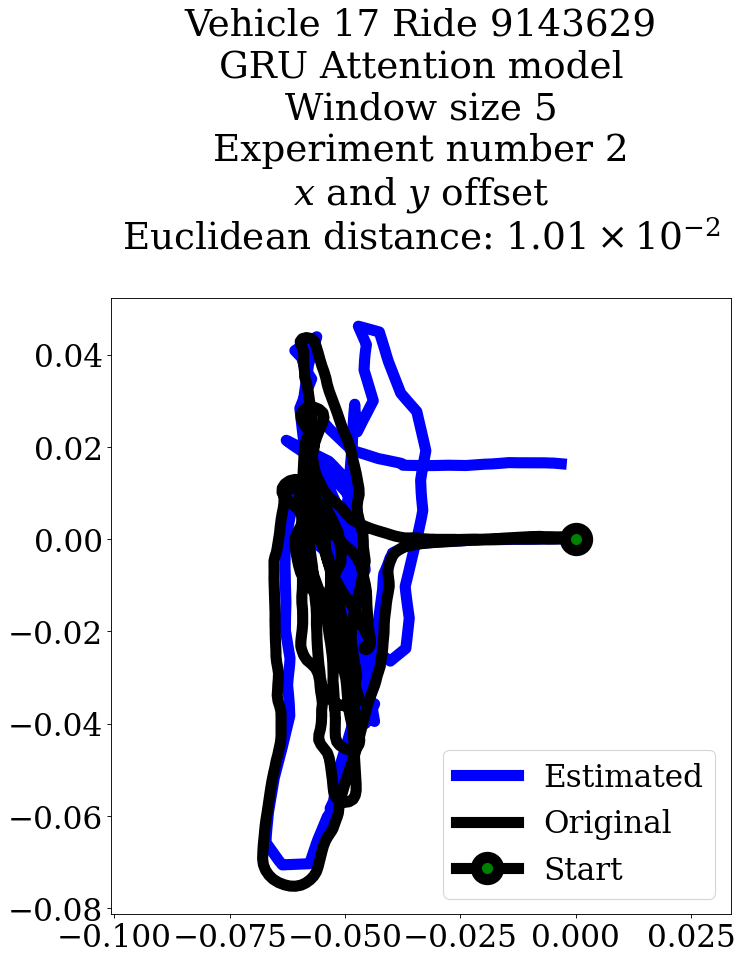 Vehicle 17 Ride 9143629
GRU Attention model
Window size 5
Experiment number 2
x and y offset
Euclidean distance: 1.01 × 10⁻²
0.04
0.02
0.00
−0.02
−0.04
−0.06
−0.08
Estimated
Original
Start
−0.100 −0.075 −0.050 −0.025 0.000 0.025